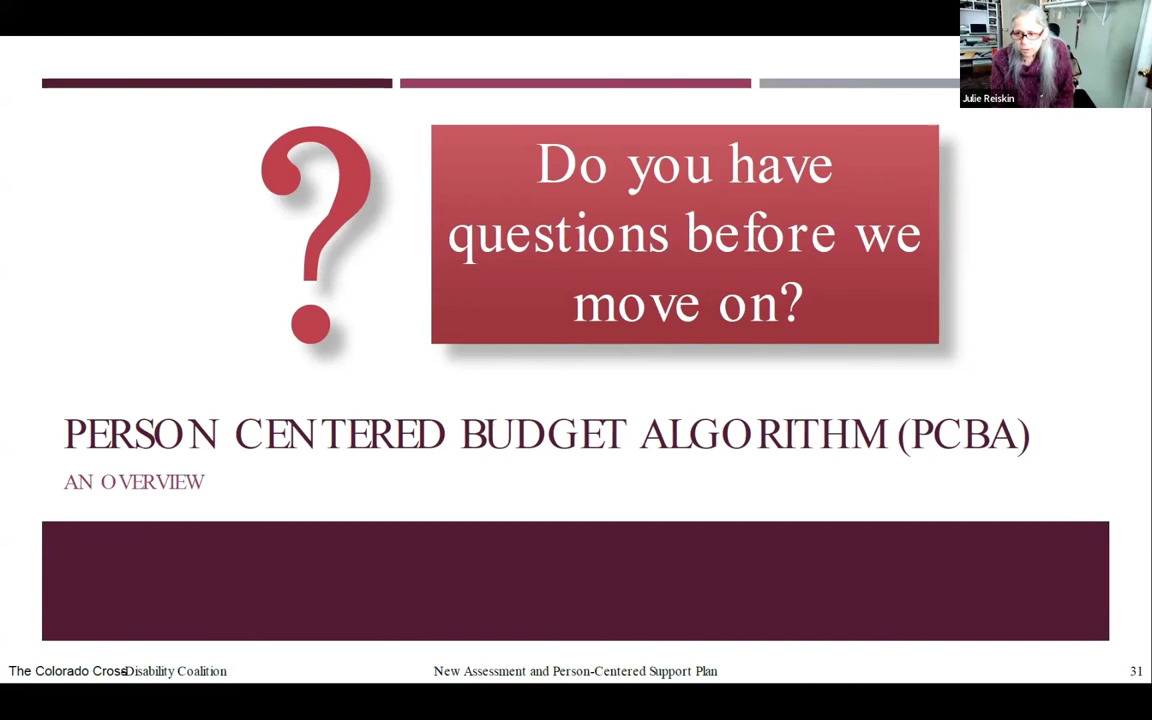 Julie Reiskin
?
Do you have
questions before we
move on?
PERSON CENTERED BUDGET ALGORITHM (PCBA)
AN OVERVIEW
The Colorado Cross-Disability Coalition
New Assessment and Person-Centered Support Plan
31